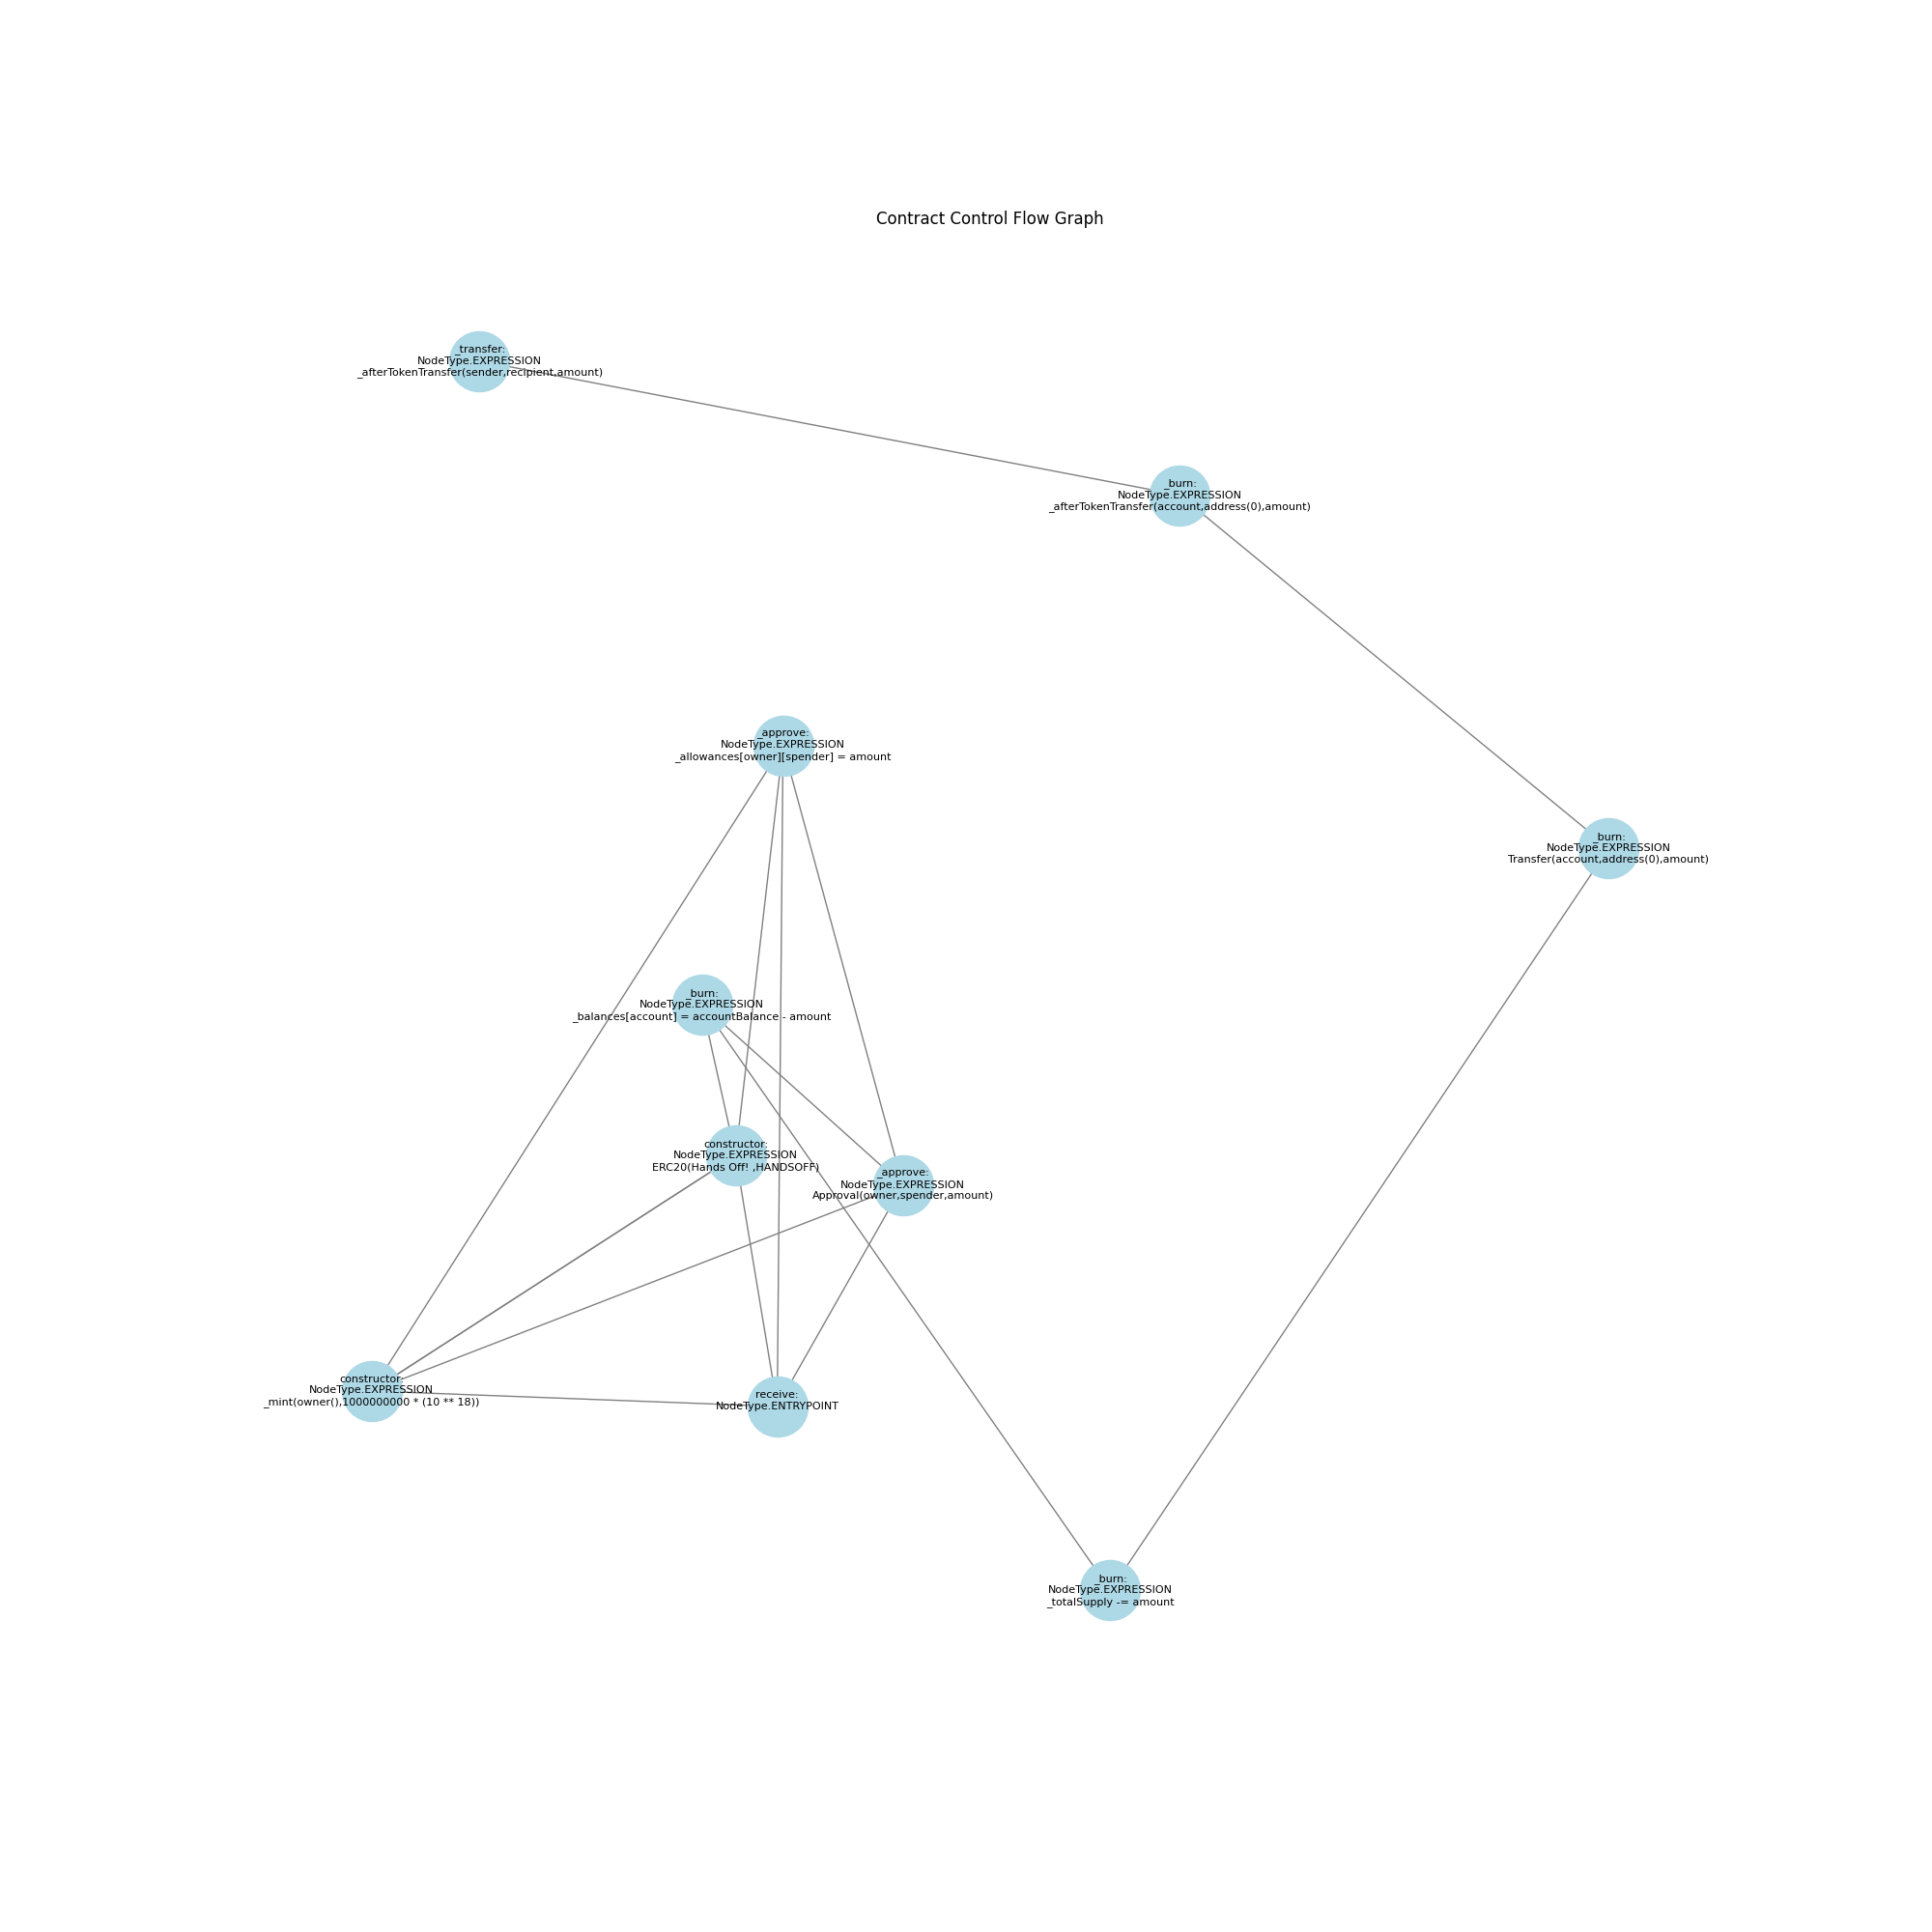 Contract Control Flow Graph
_transfer:
NodeType.EXPRESSION
_afterTokenTransfer(sender,recipient,amount)
_burn:
NodeType.EXPRESSION
_afterTokenTransfer(account,address(0),amount)
_approve:
NodeType.EXPRESSION
_allowances[owner][spender] = amount
_burn:
NodeType.EXPRESSION
Transfer(account,address(0),amount)
_burn:
NodeType.EXPRESSION
_balances[account] = accountBalance - amount
constructor:
NodeType.EXPRESSION
ERC20(Hands Off! ,HANDSOFF)
_approve:
NodeType.EXPRESSION
Approval(owner,spender,amount)
constructor:
NodeType.EXPRESSION
_mint(owner(),1000000000 * (10 ** 18))
receive:
NodeType.ENTRYPOINT
_burn:
NodeType.EXPRESSION
_totalSupply -= amount